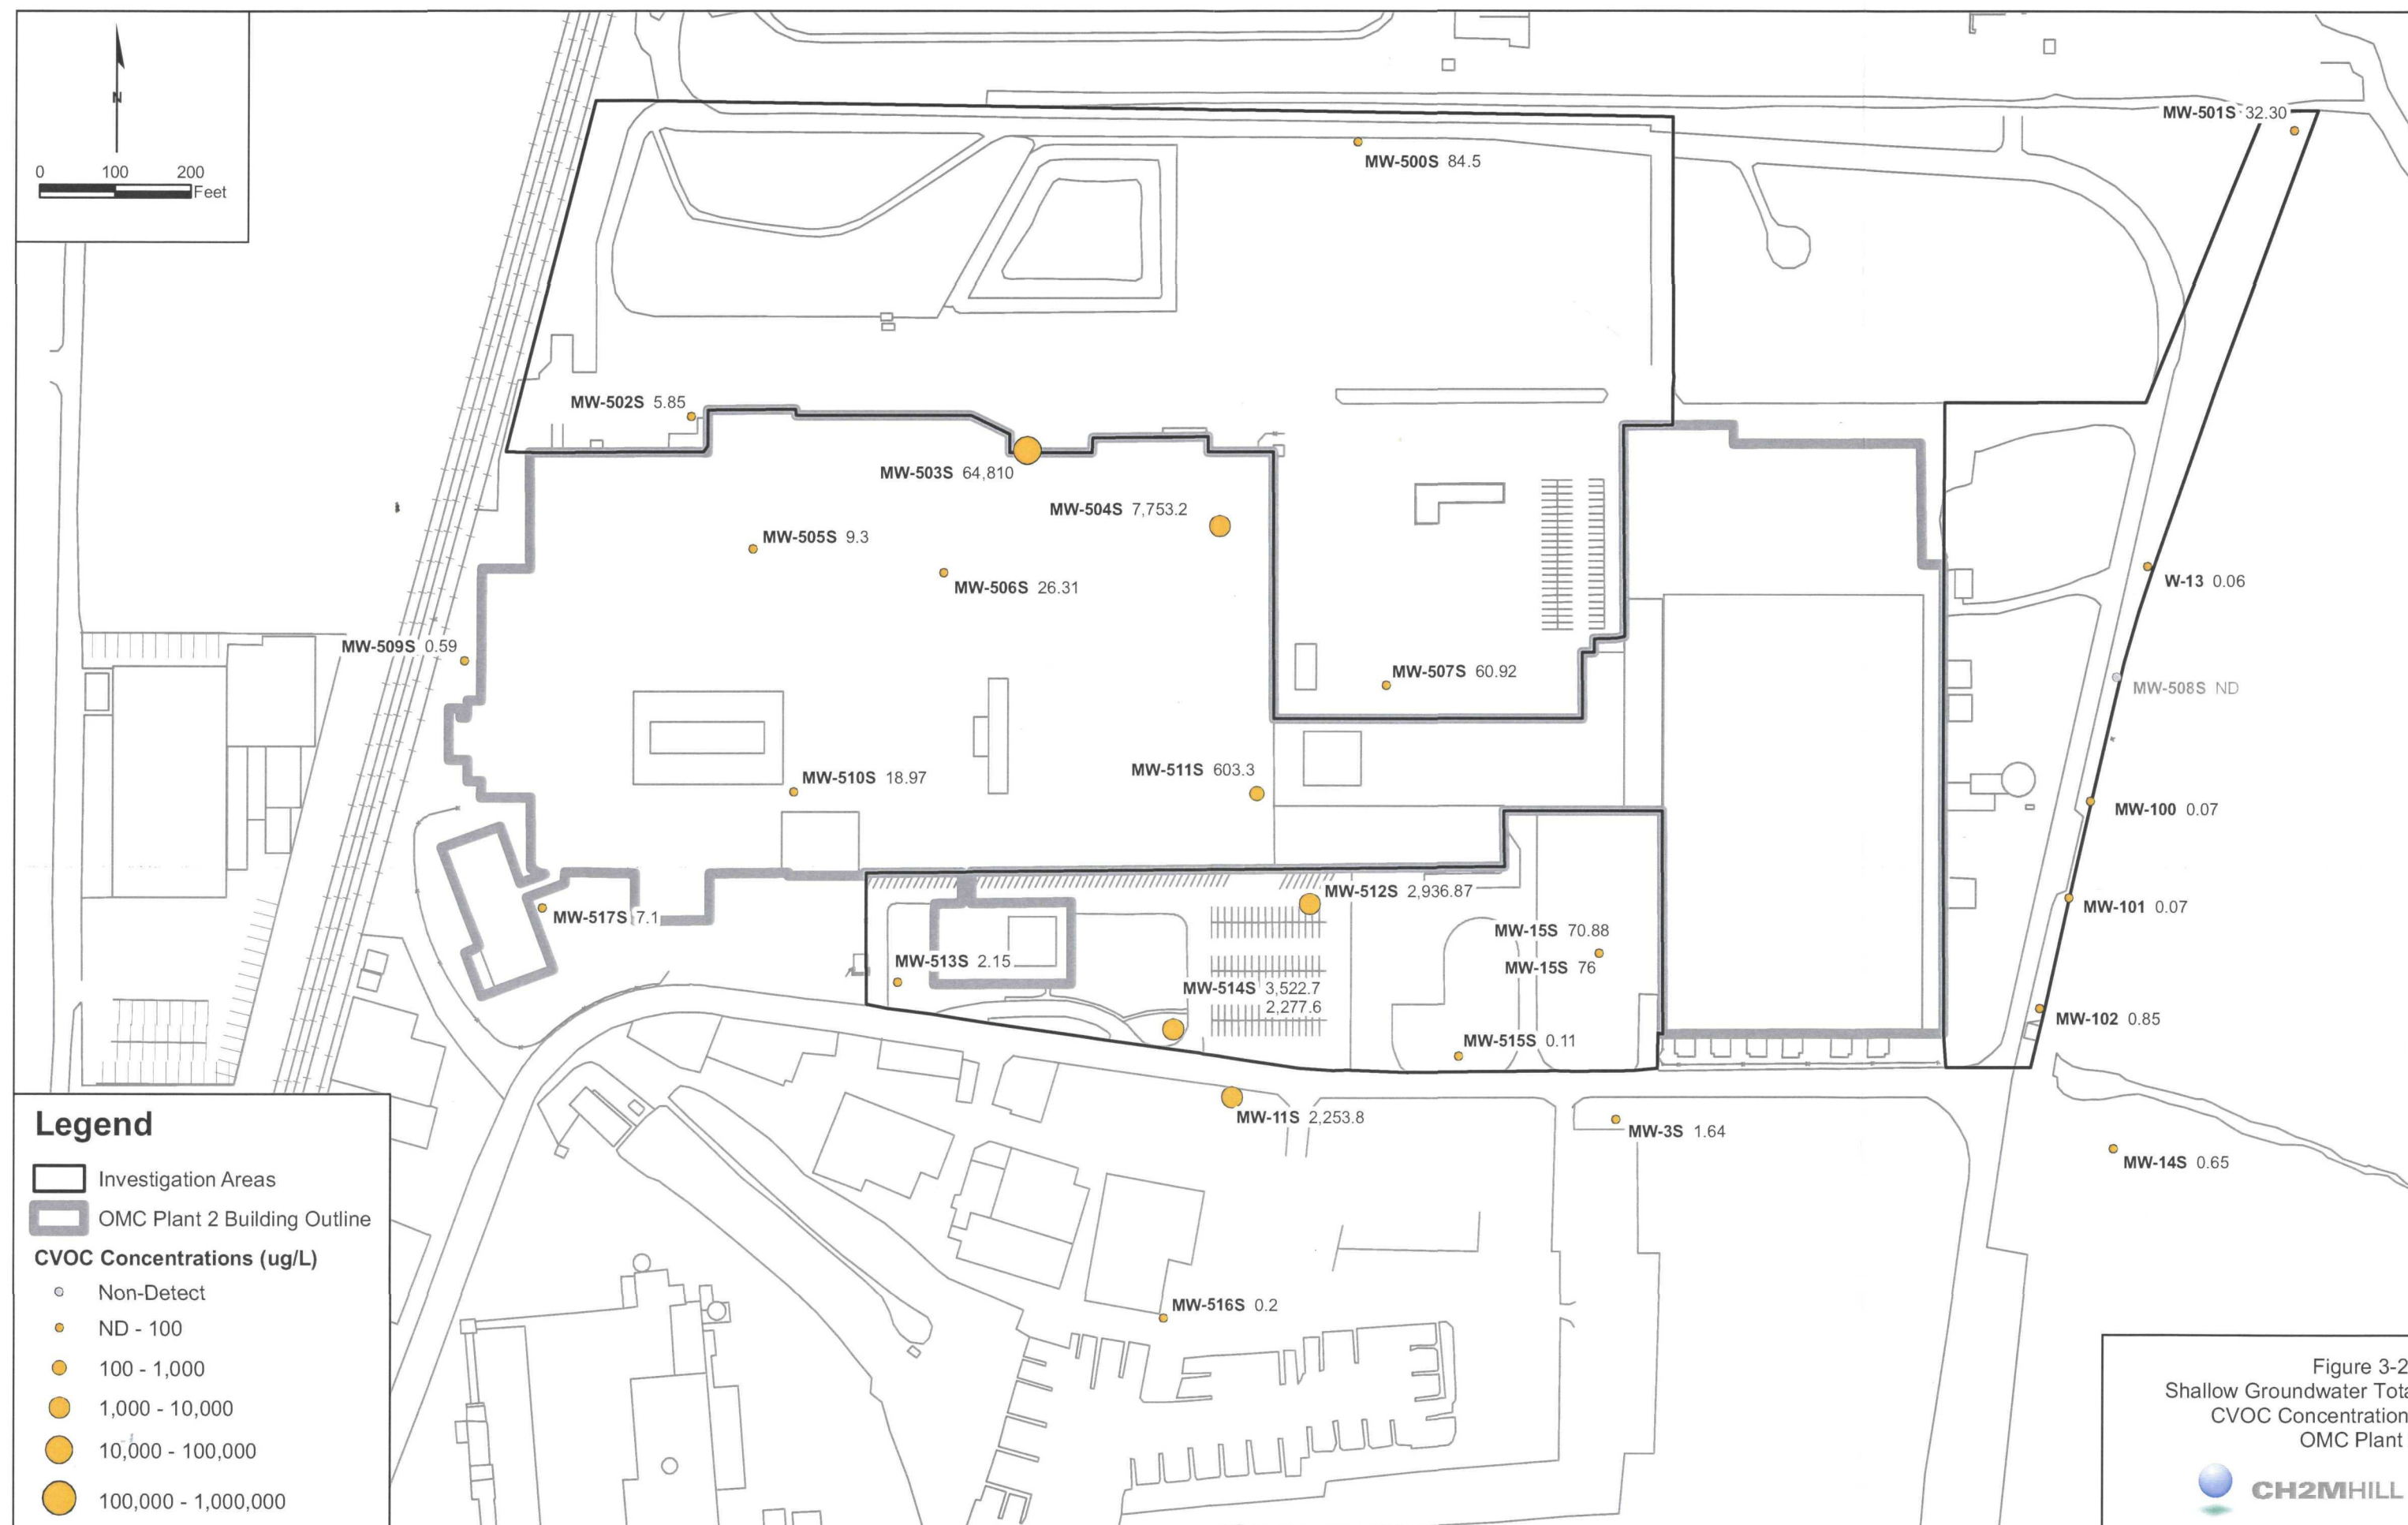 N
0 100 200
Feet
MW-501S 32.30
MW-500S 84.5
MW-502S 5.85
MW-503S 64,810
MW-504S 7,753.2
MW-505S 9.3
MW-506S 26.31
W-13 0.06
MW-509S 0.59
MW-507S 60.92
MW-508S ND
MW-510S 18.97
MW-511S 603.3
MW-100 0.07
MW-512S 2,936.87
MW-101 0.07
MW-517S 7.1
MW-15S 70.88
MW-513S 2.15
MW-15S 76
MW-514S 3,522.7
2,277.6
MW-102 0.85
MW-515S 0.11
MW-11S 2,253.8
MW-3S 1.64
MW-14S 0.65
MW-516S 0.2
Legend
Investigation Areas
OMC Plant 2 Building Outline
CVOC Concentrations (ug/L)
Non-Detect
ND - 100
100 - 1,000
1,000 - 10,000
10,000 - 100,000
100,000 - 1,000,000
Figure 3-2
Shallow Groundwater Tota
CVOC Concentration
OMC Plant
CH2MHILL